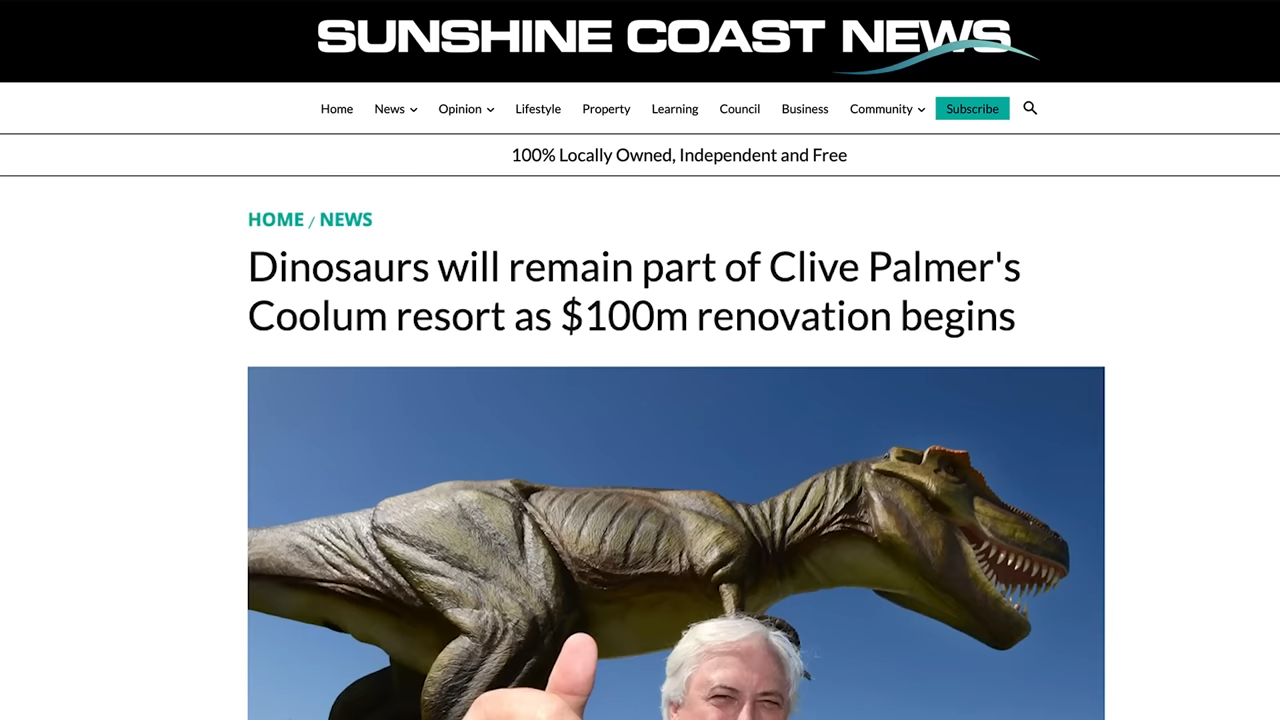 SUNSHINE COAST NEWS
Home News Opinion Lifestyle Property Learning Council Business Community Subscribe
100% Locally Owned, Independent and Free
HOME / NEWS
Dinosaurs will remain part of Clive Palmer's
Coolum resort as $100m renovation begins